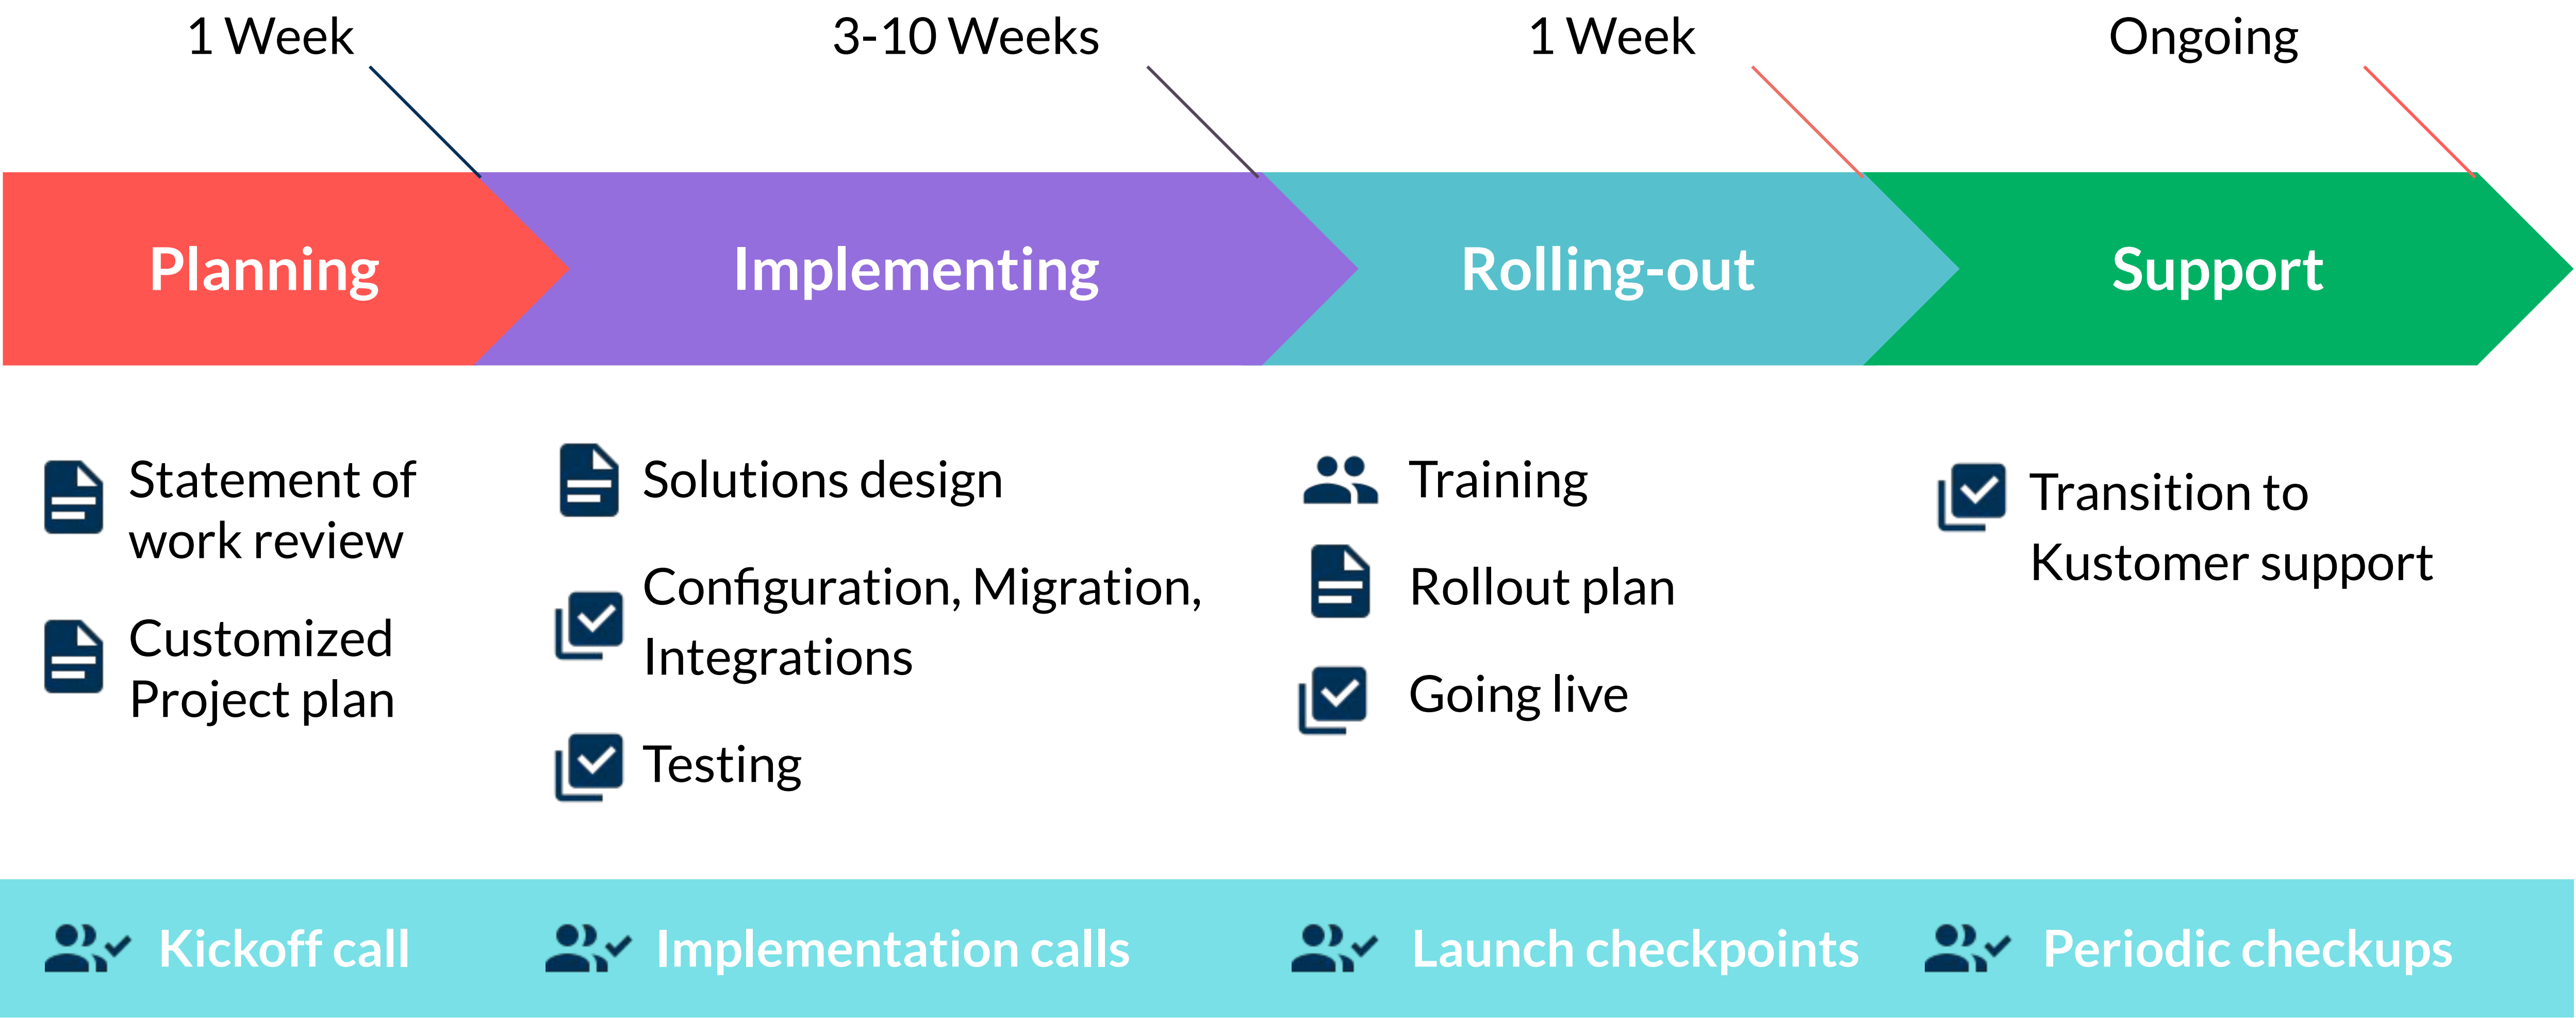 1 Week
3-10 Weeks
1 Week
Ongoing
Planning
Implementing
Rolling-out
Support
Statement of
work review
Customized
Project plan
Solutions design
Configuration, Migration,
Integrations
Testing
Training
Rollout plan
Going live
Transition to
Kustomer support
Kickoff call
Implementation calls
Launch checkpoints
Periodic checkups